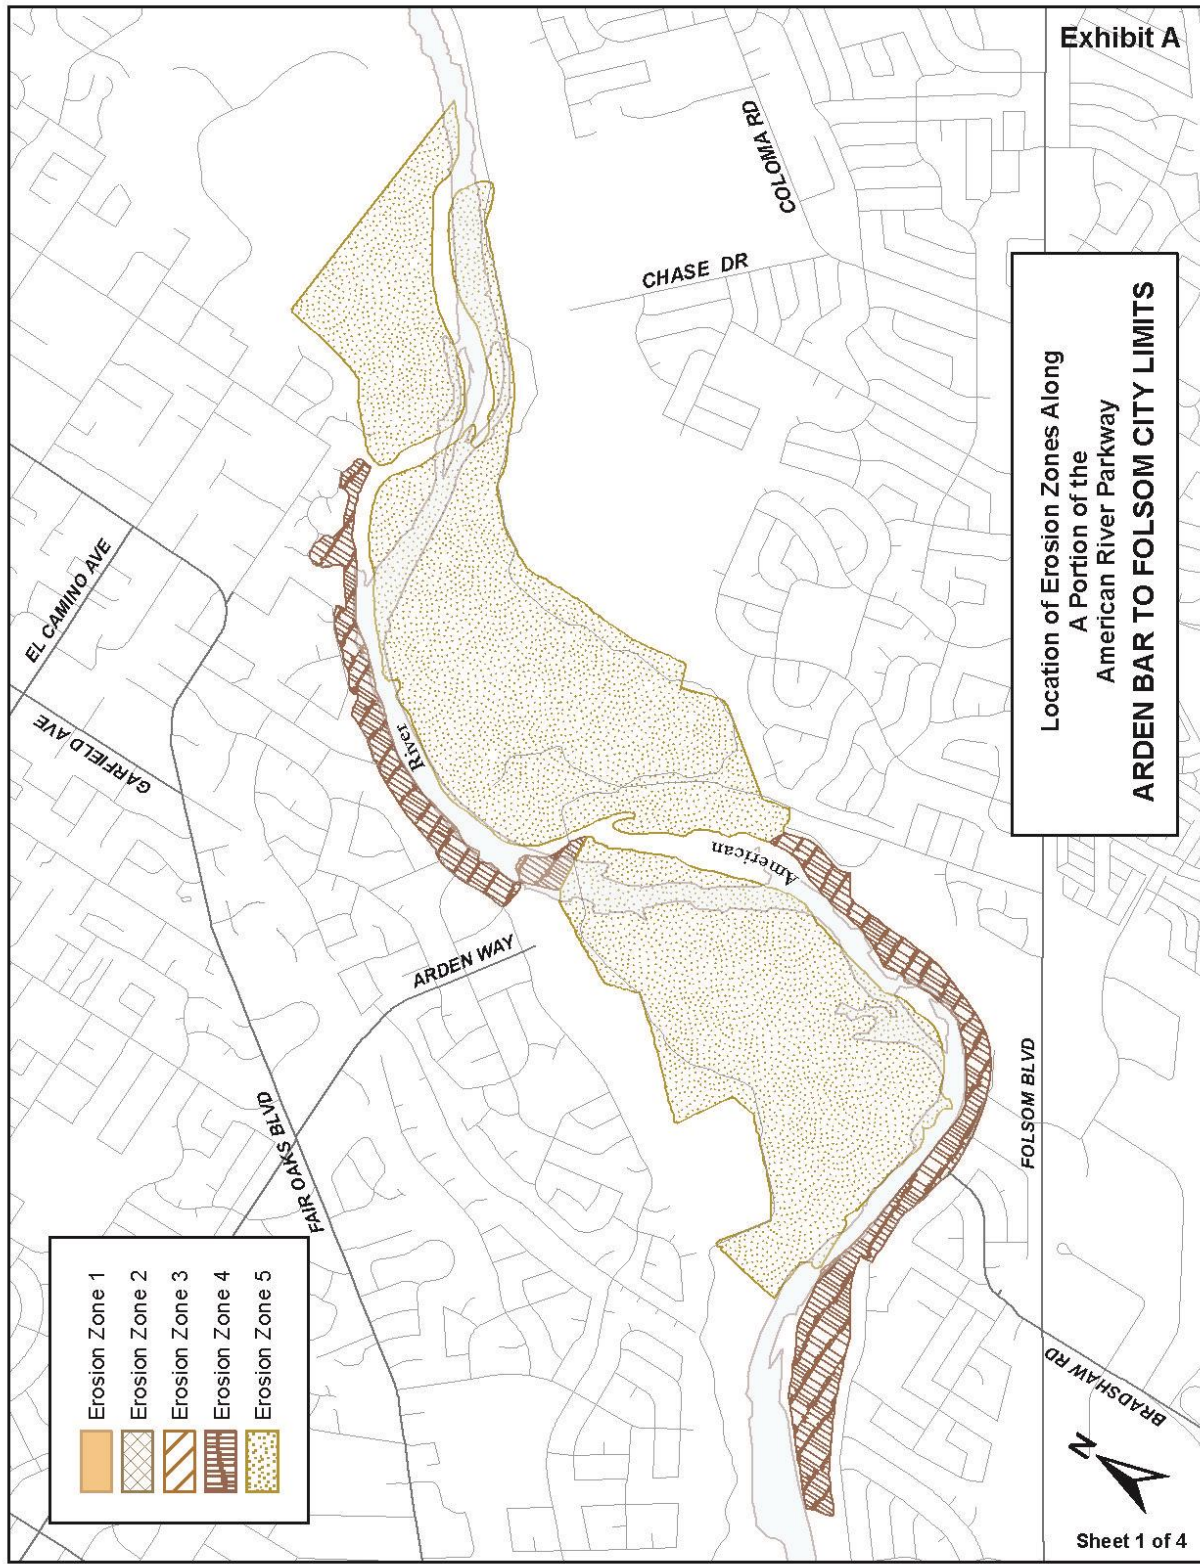 Exhibit A
COLOMA RD
CHASE DR
EL CAMINO AVE
GARFIELD AVE
River
American
ARDEN WAY
FAIR OAKS BLVD
FOLSOM BLVD
BRADSHAW RD
Erosion Zone 1
Erosion Zone 2
Erosion Zone 3
Erosion Zone 4
Erosion Zone 5
Location of Erosion Zones Along
A Portion of the
American River Parkway
ARDEN BAR TO FOLSOM CITY LIMITS
N
Sheet 1 of 4